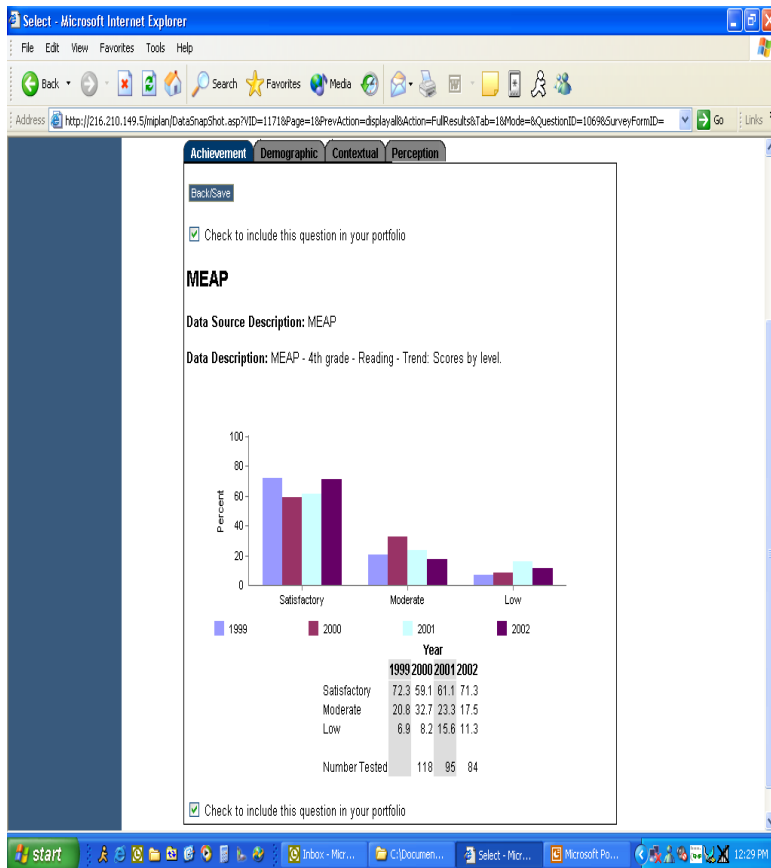 Select - Microsoft Internet Explorer
File Edit View Favorites Tools Help
Back Search Favorites Media
Address http://216.210.149.5/miplan/DataSnapShot.asp?VID=1171&Page=1&PrevAction=displayall&Action=FullResults&Tab=1&Mode=&QuestionID=1069&SurveyFormID= Go Links
Achievement Demographic Contextual Perception
Back/Save
Check to include this question in your portfolio
MEAP
Data Source Description: MEAP
Data Description: MEAP - 4th grade - Reading - Trend: Scores by level.
100
80
60
40
20
0
Percent
Satisfactory Moderate Low
1999 2000 2001 2002
Year
1999 2000 2001 2002
Satisfactory 72.3 59.1 61.1 71.3
Moderate 20.8 32.7 23.3 17.5
Low 6.9 8.2 15.6 11.3
Number Tested 118 95 84
Check to include this question in your portfolio
start Inbox - Micr... C:\Documen... Select - Micr... Microsoft Po... 12:29 PM